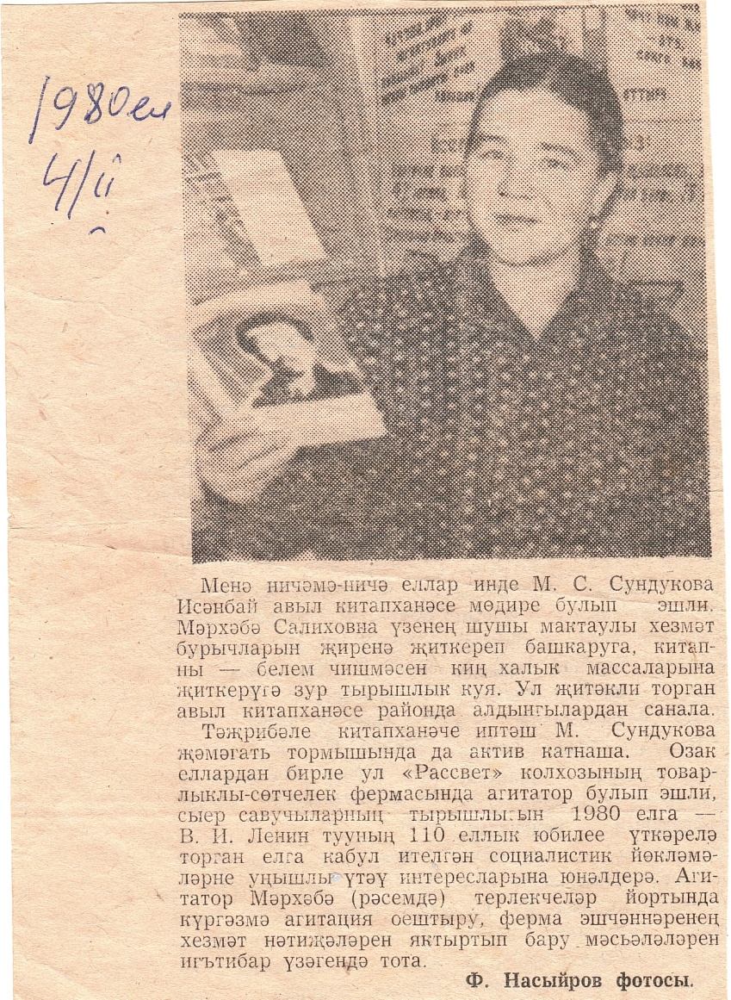 1980 ел
4/II
Менә ничәмә-ничә еллар инде М. С. Сундукова
Исәнбай авыл китапханәсе мөдире булып эшли.
Мәрхәбә Салиховна үзенең шушы мактаулы хезмәт
бурычларын җиренә җиткереп башкаруга, китап-
ны — белем чишмәсен киң халык массаларына
җиткерүгә зур тырышлык куя. Ул җитәкли торган
авыл китапханәсе районда алдынгылардан санала.
Тәҗрибәле китапханәче иптәш М. Сундукова
җәмәгать тормышында да актив катнаша. Озак
еллардан бирле ул «Рассвет» колхозының товар-
лыклы-сөтчелек фермасында агитатор булып эшли,
сыер савучыларның тырышлыгын 1980 елга —
В. И. Ленин тууның 110 еллык юбилее үткәрелә
торган елга кабул ителгән социалистик йөкләмә-
ләрне уңышлы үтәү интересларына юнәлдерә. Аги-
татор Мәрхәбә (рәсемдә) терлекчеләр йортында
күргәзмә агитация оештыру, ферма эшчәннәренең
хезмәт нәтиҗәләрен яктыртып бару мәсьәләләрен
игътибар үзәгендә тота.
Ф. Насыйров фотосы.